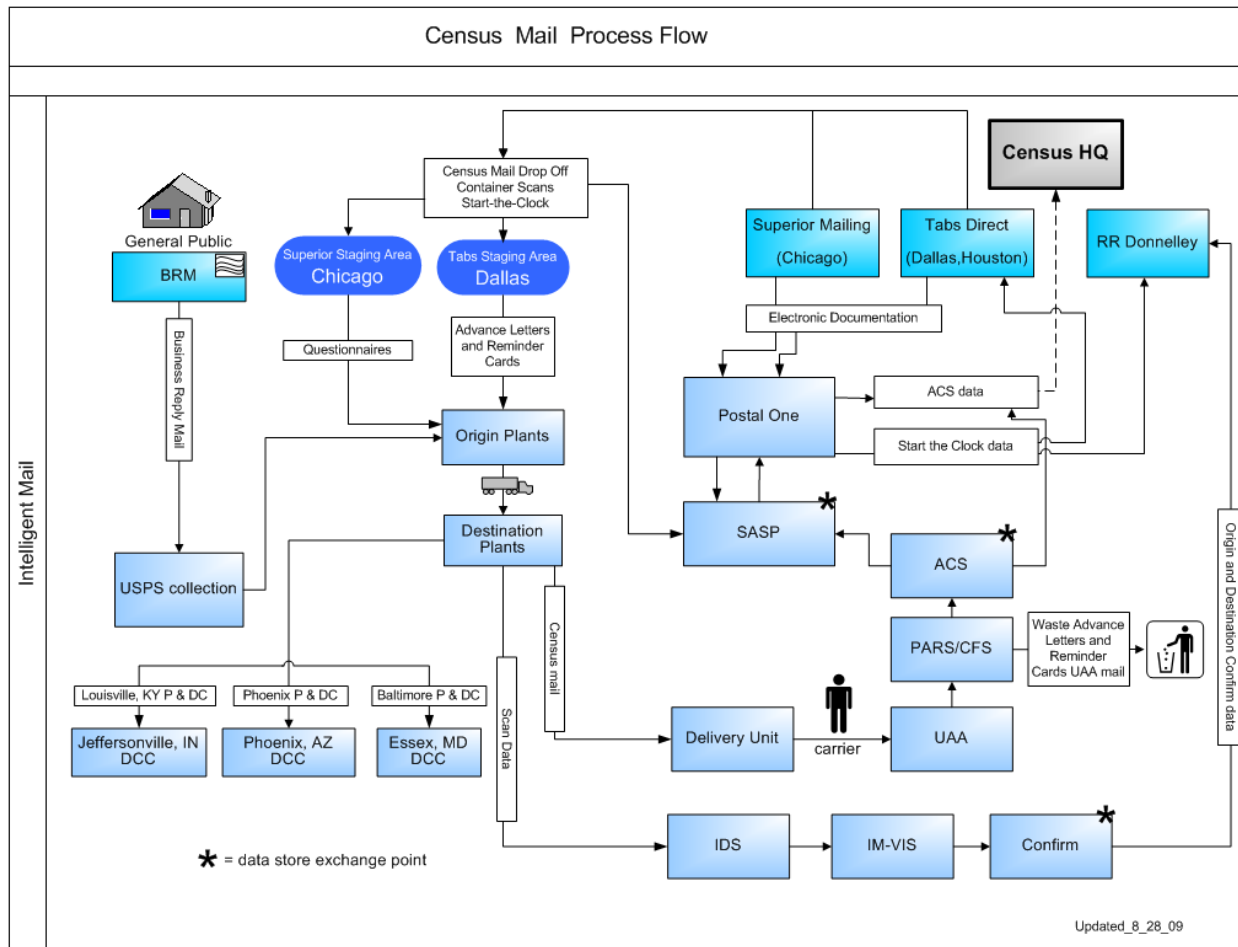 Census Mail Process Flow
Intelligent Mail
General Public
BRM
Business Reply Mail
USPS collection
Census Mail Drop Off
Container Scans
Start-the-Clock
Superior Staging Area
Chicago
Tabs Staging Area
Dallas
Questionnaires
Advance Letters
and Reminder
Cards
Origin Plants
Destination
Plants
Louisville, KY P & DC
Phoenix P & DC
Baltimore P & DC
Jeffersonville, IN
DCC
Phoenix, AZ
DCC
Essex, MD
DCC
Scan Data
Census mail
Census HQ
Superior Mailing
(Chicago)
Tabs Direct
(Dallas,Houston)
RR Donnelley
Electronic Documentation
Postal One
ACS data
Start the Clock data
SASP
*
ACS
*
PARS/CFS
Waste Advance
Letters and
Reminder
Cards UAA mail
Delivery Unit
carrier
UAA
IDS
IM-VIS
Confirm
*
Origin and Destination Confirm data
* = data store exchange point
Updated_8_28_09